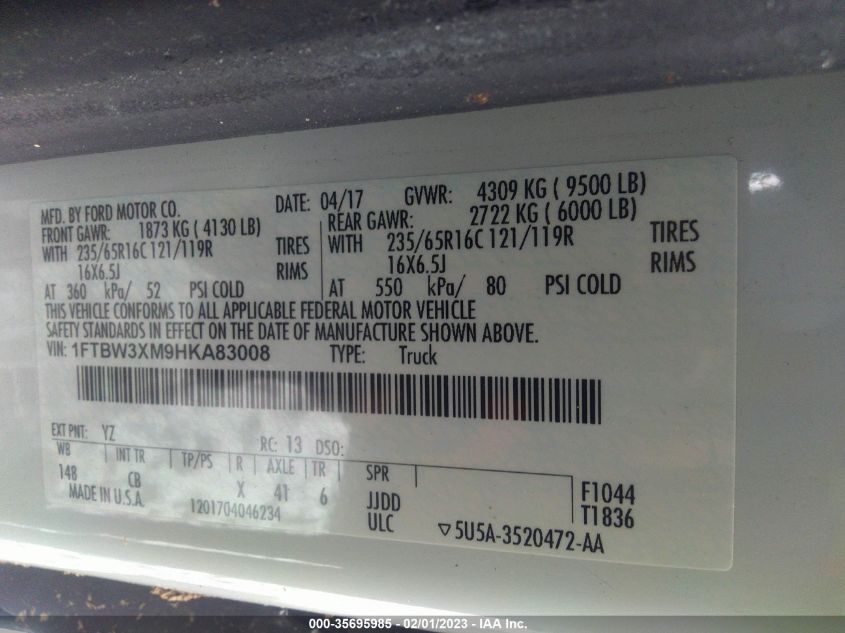 MFD. BY FORD MOTOR CO. DATE: 04/17 GVWR: 4309 KG ( 9500 LB)
FRONT GAWR: 1873 KG ( 4130 LB) REAR GAWR: 2722 KG ( 6000 LB)
WITH 235/65R16C 121/119R TIRES WITH 235/65R16C 121/119R TIRES
16X6.5J RIMS 16X6.5J RIMS
AT 360 kPa/ 52 PSI COLD AT 550 kPa/ 80 PSI COLD
THIS VEHICLE CONFORMS TO ALL APPLICABLE FEDERAL MOTOR VEHICLE
SAFETY STANDARDS IN EFFECT ON THE DATE OF MANUFACTURE SHOWN ABOVE.
VIN: 1FTBW3XM9HKA83008 TYPE: Truck
EXT PNT: YZ RC: 13 DSO:
WB INT TR TP/PS R AXLE TR SPR
148 CB X 41 6 JJDD F1044
MADE IN U.S.A. 1201704046234 ULC T1836
▽5U5A-3520472-AA
000-35695985 - 02/01/2023 - IAA Inc.